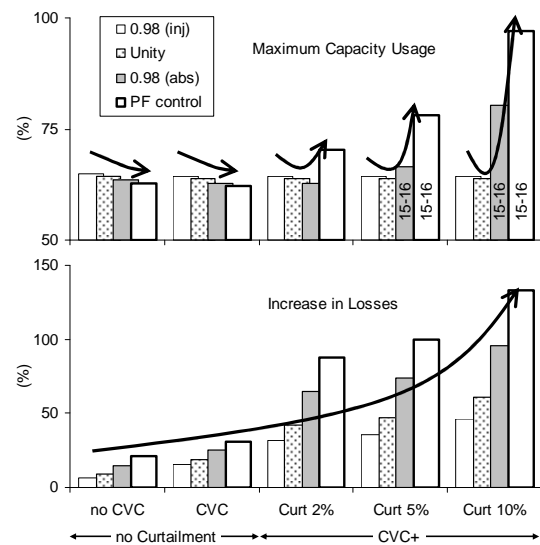 100
0.98 (inj)
Unity
0.98 (abs)
PF control
Maximum Capacity Usage
(%)
75
50
15-16
15-16
15-16
15-16
150
Increase in Losses
100
(%)
50
0
no CVC
CVC
Curt 2%
Curt 5%
Curt 10%
no Curtailment
CVC+